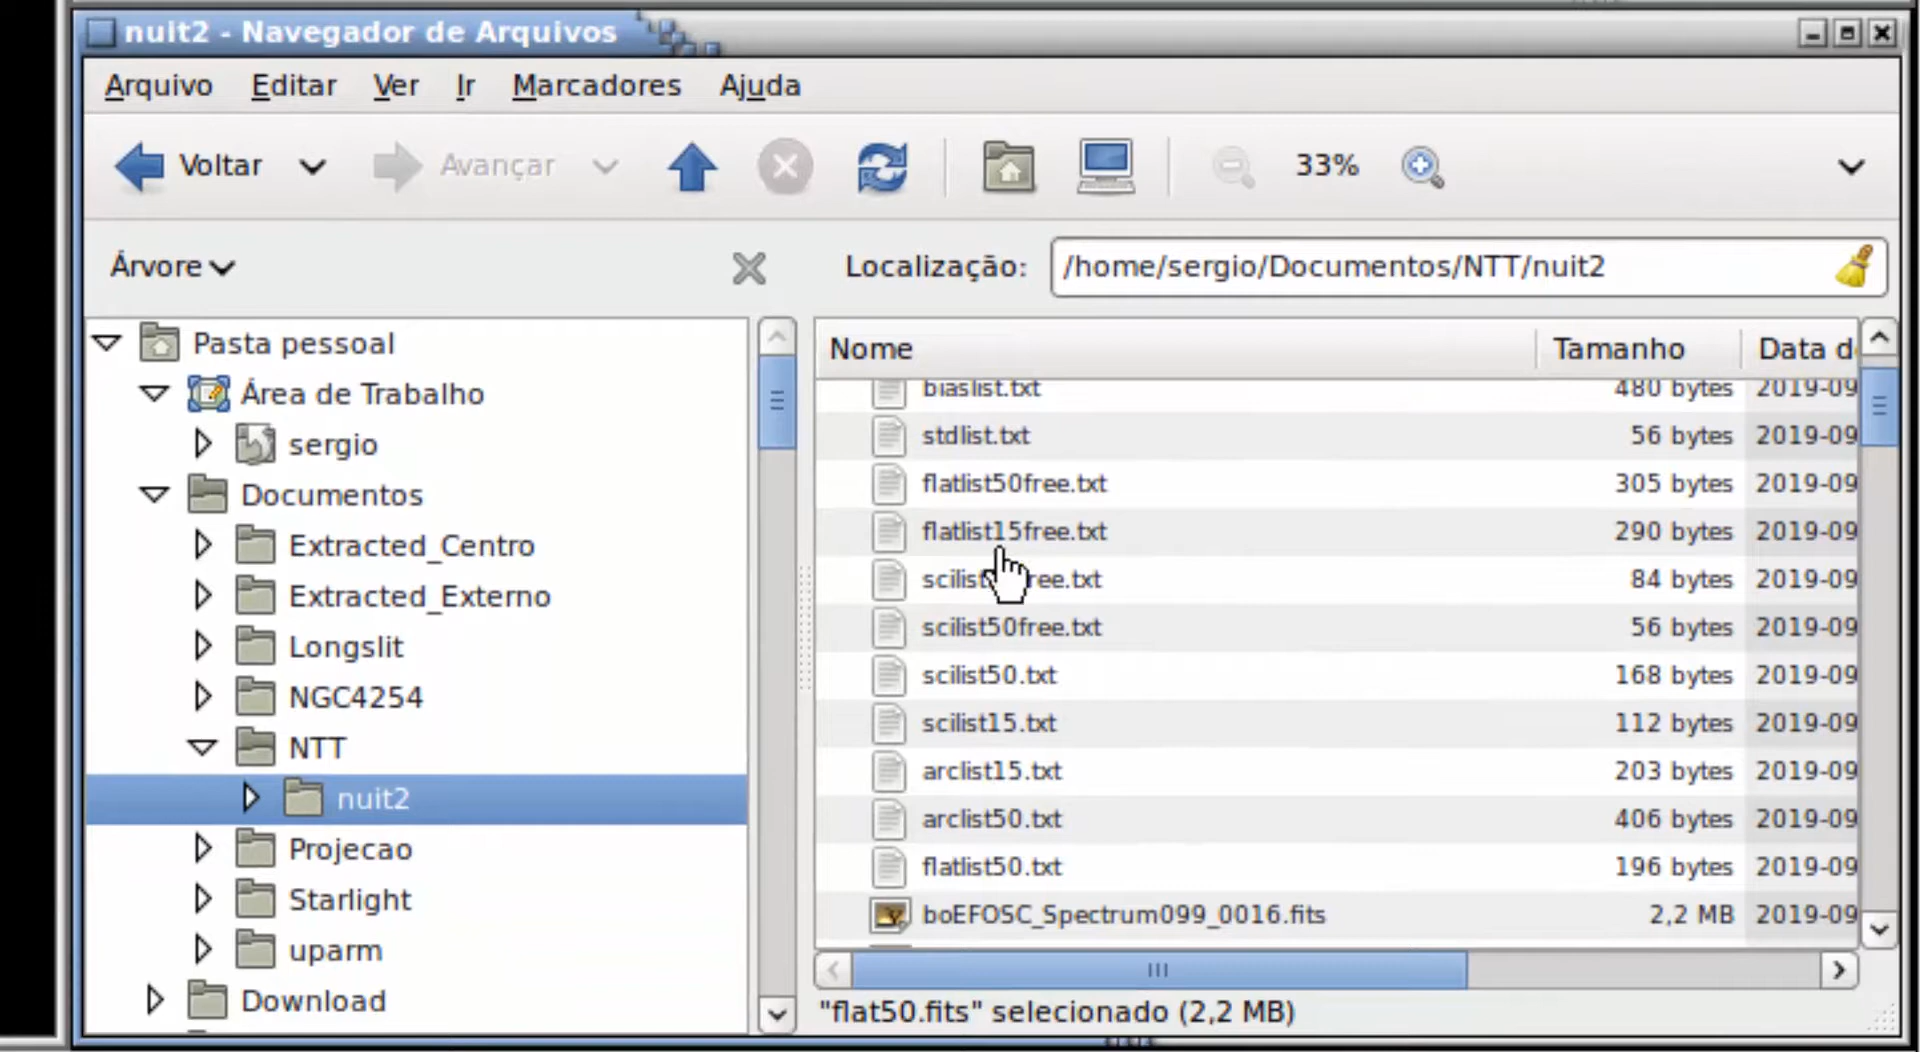 nuit2 - Navegador de Arquivos
Arquivo Editar Ver Ir Marcadores Ajuda
Voltar Avançar 33%
Árvore Localização: /home/sergio/Documentos/NTT/nuit2
Pasta pessoal
Área de Trabalho
sergio
Documentos
Extracted_Centro
Extracted_Externo
Longslit
NGC4254
NTT
nuit2
Projecao
Starlight
uparm
Download
Nome Tamanho Data d
biaslist.txt 480 bytes 2019-09
stdlist.txt 56 bytes 2019-09
flatlist50free.txt 305 bytes 2019-09
flatlist15free.txt 290 bytes 2019-09
84 bytes 2019-09
scilist50free.txt 56 bytes 2019-09
scilist50.txt 168 bytes 2019-09
scilist15.txt 112 bytes 2019-09
arclist15.txt 203 bytes 2019-09
arclist50.txt 406 bytes 2019-09
flatlist50.txt 196 bytes 2019-09
boEFOSC_Spectrum099_0016.fits 2,2 MB 2019-09
"flat50.fits" selecionado (2,2 MB)